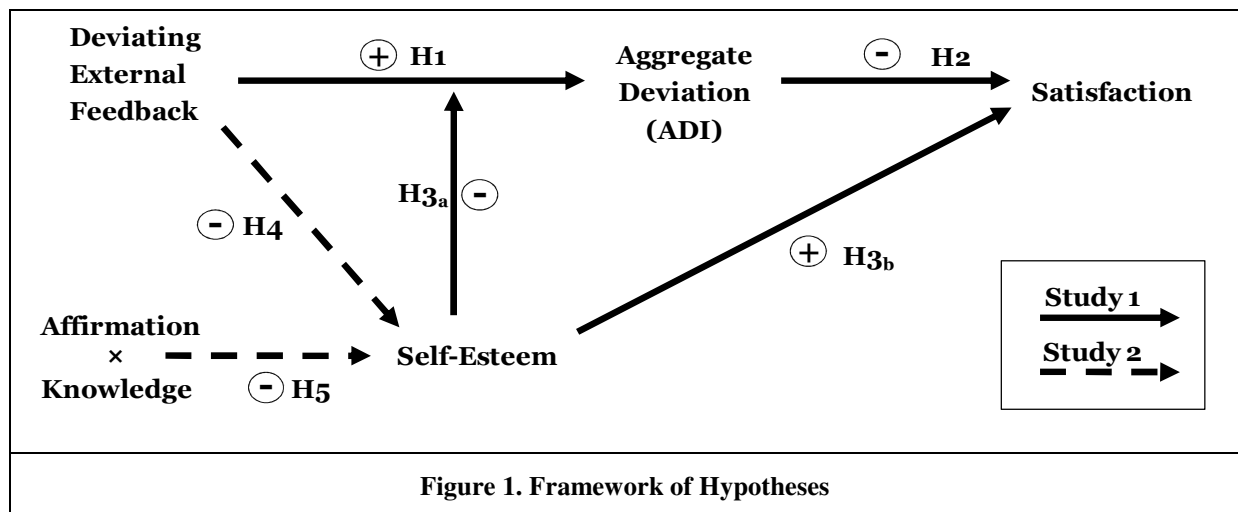 Deviating
External
Feedback
+ H1
Aggregate
Deviation
(ADI)
- H2
Satisfaction
H3a -
- H4
+ H3b
Affirmation
×
Knowledge
- H5
Self-Esteem
Study 1
Study 2
Figure 1. Framework of Hypotheses